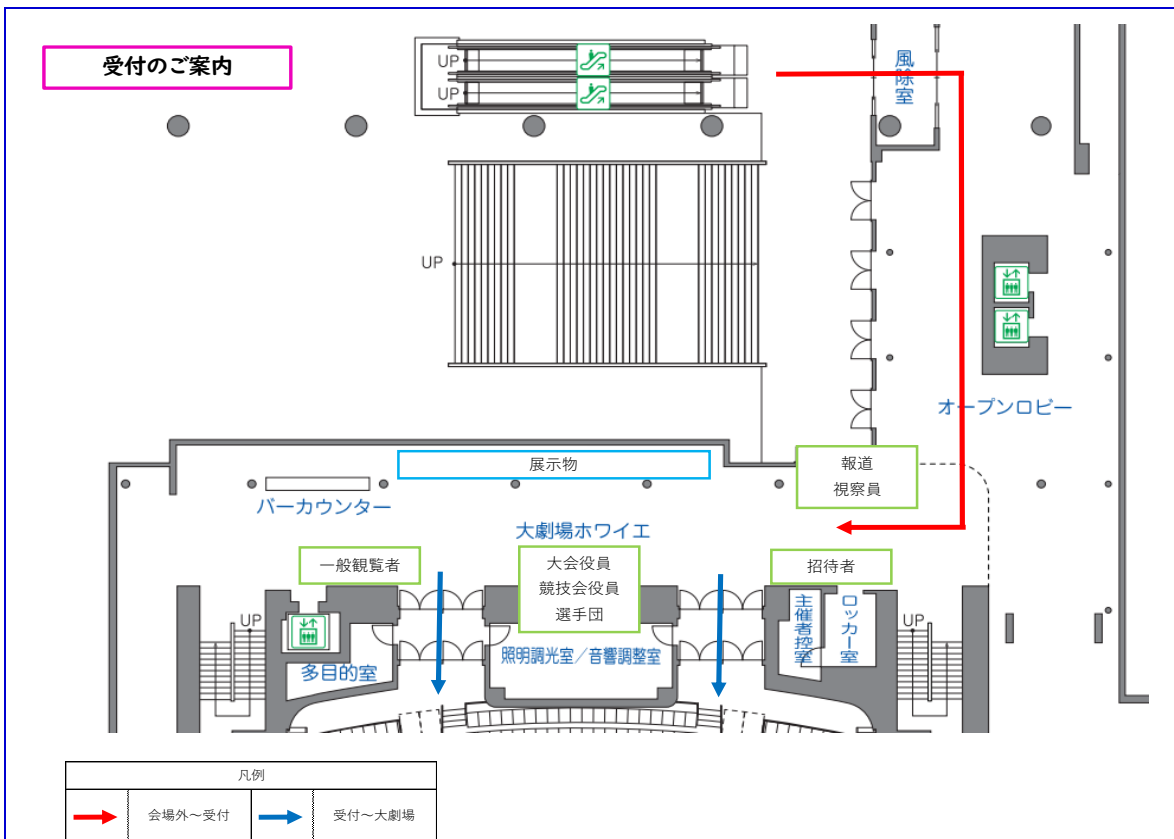 受付のご案内
UP
UP
風除室
UP
オープンロビー
展示物
報道
視察員
バーカウンター
大劇場ホワイエ
一般観覧者
大会役員
競技会役員
選手団
招待者
主催者控室
ロッカー室
UP
UP
多目的室
照明調光室/音響調整室
凡例
会場外~受付
受付~大劇場